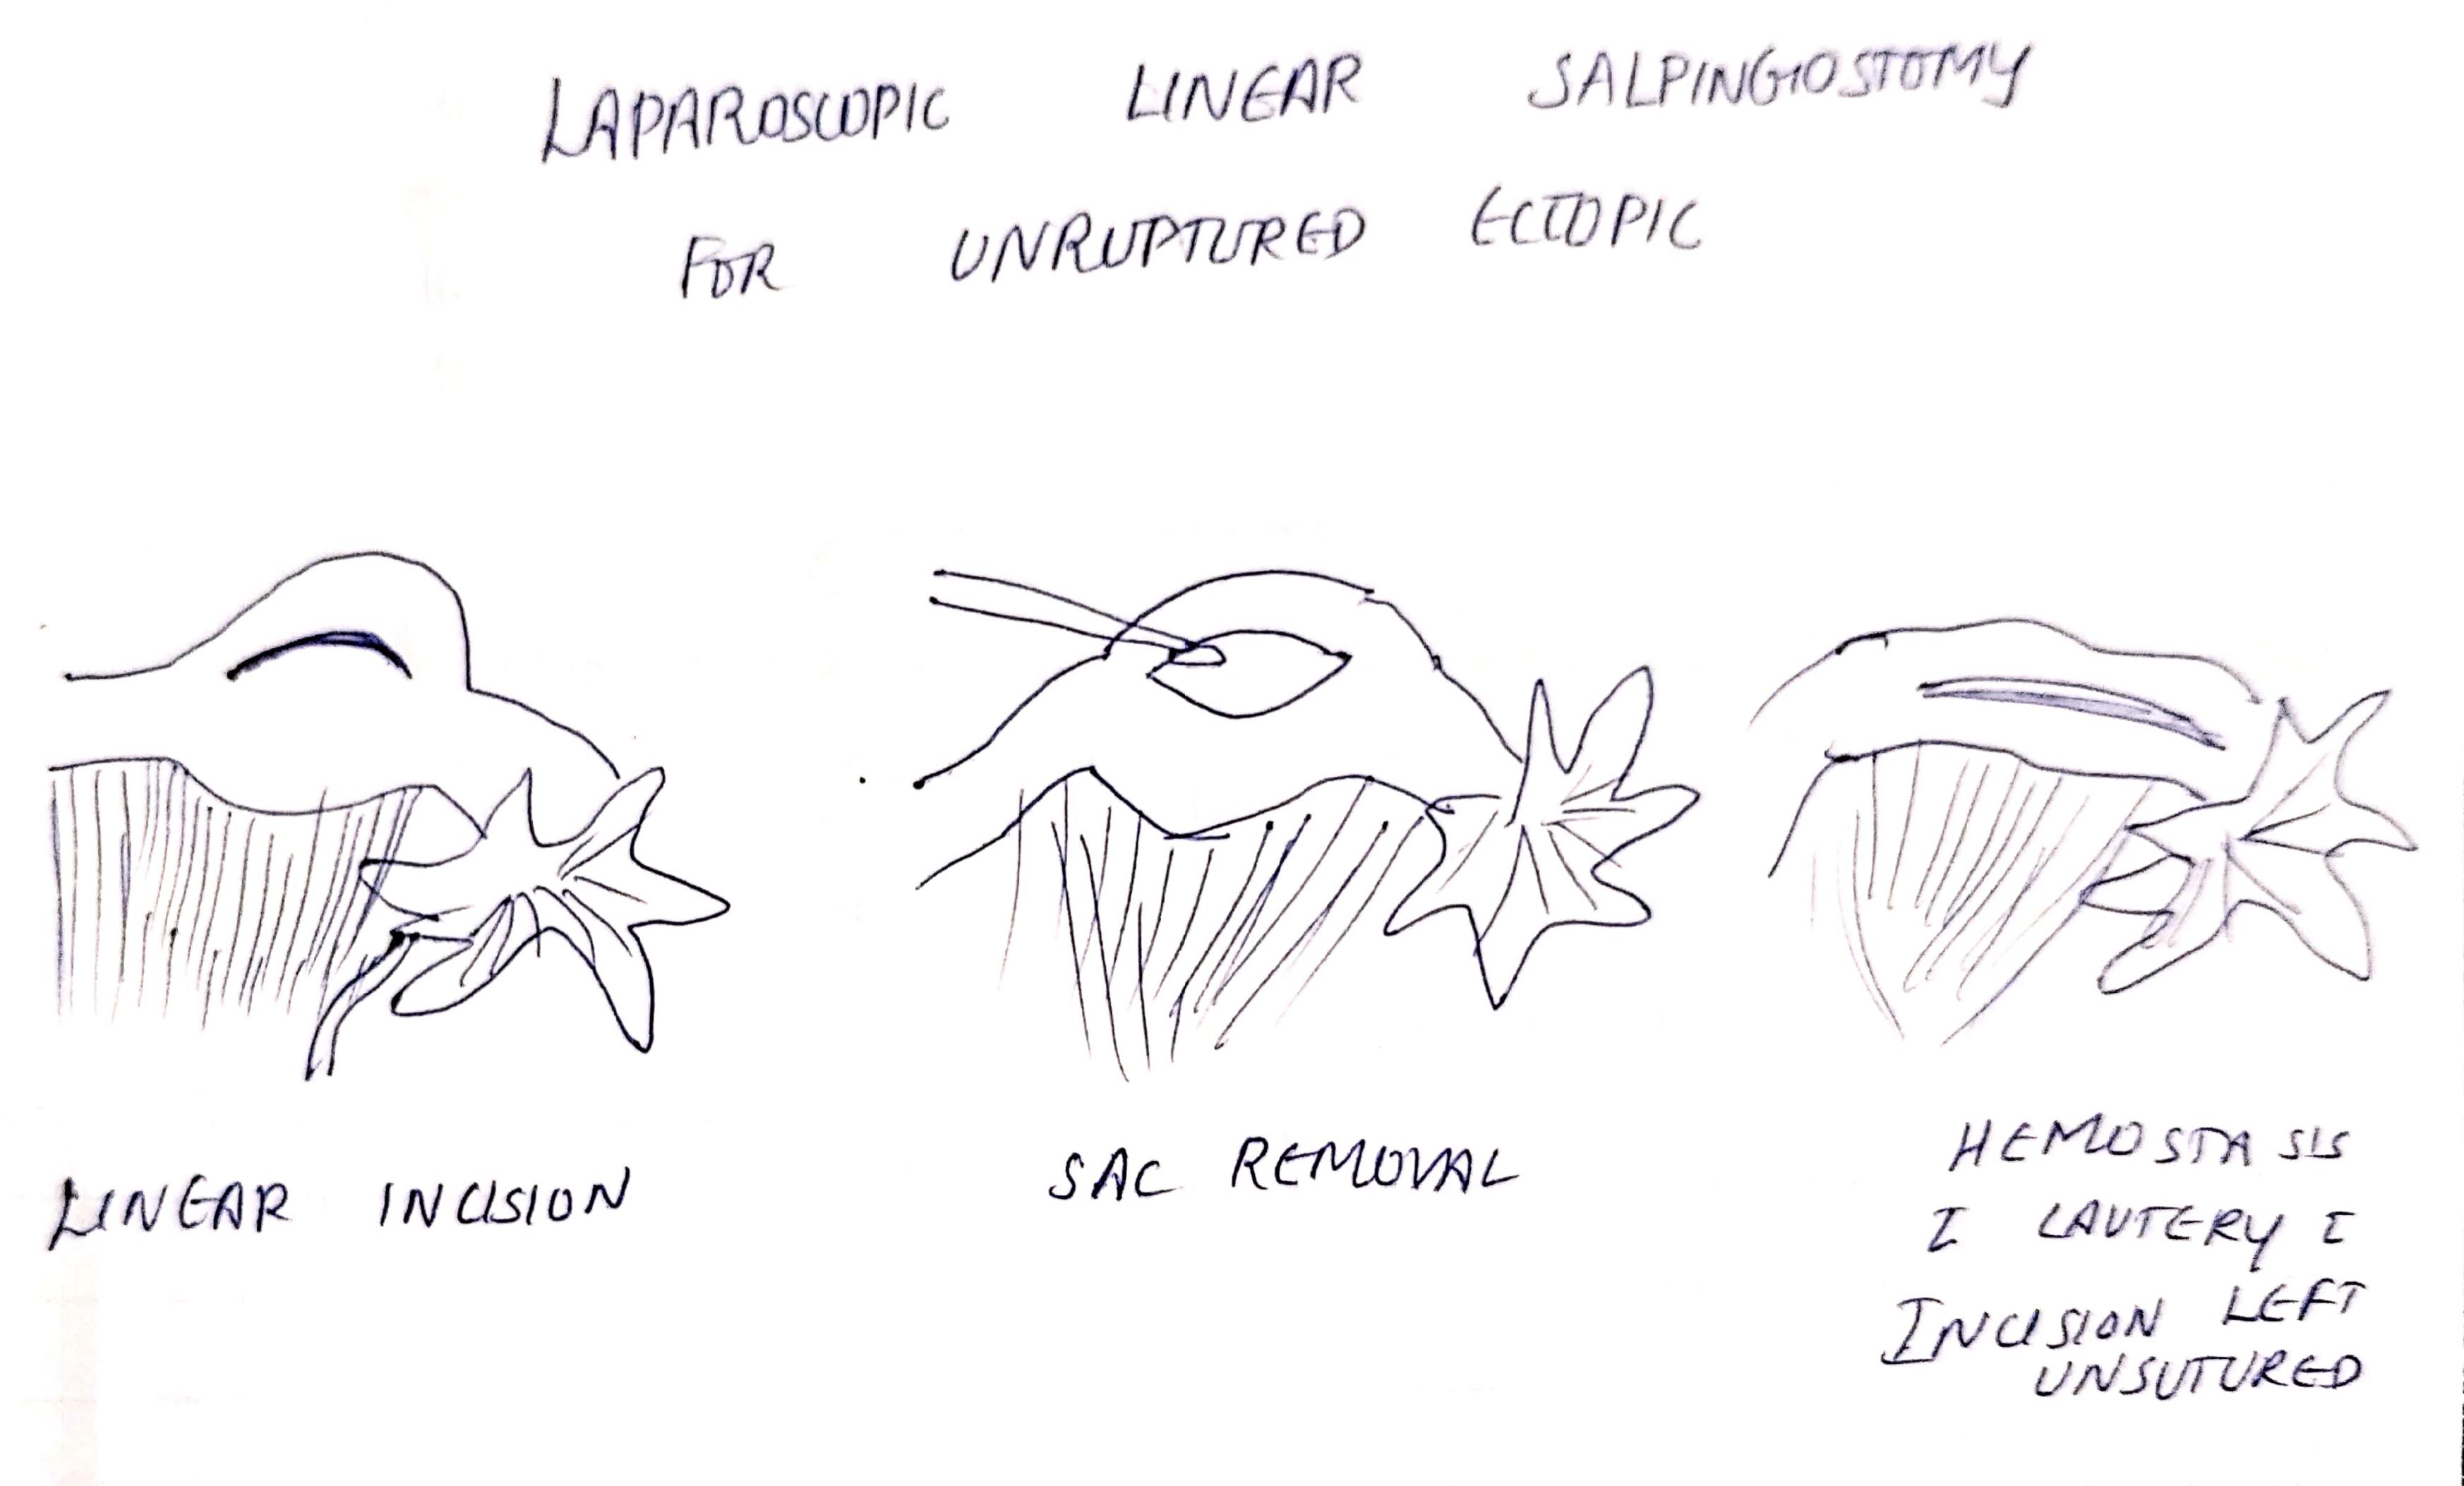 LAPAROSCOPIC LINEAR SALPINGIOSTOMY
FOR UNRUPTURED ECTOPIC
LINEAR INCISION
SAC REMOVAL
HEMOSTASIS
I CAUTERY I
INCISION LEFT
UNSUTURED